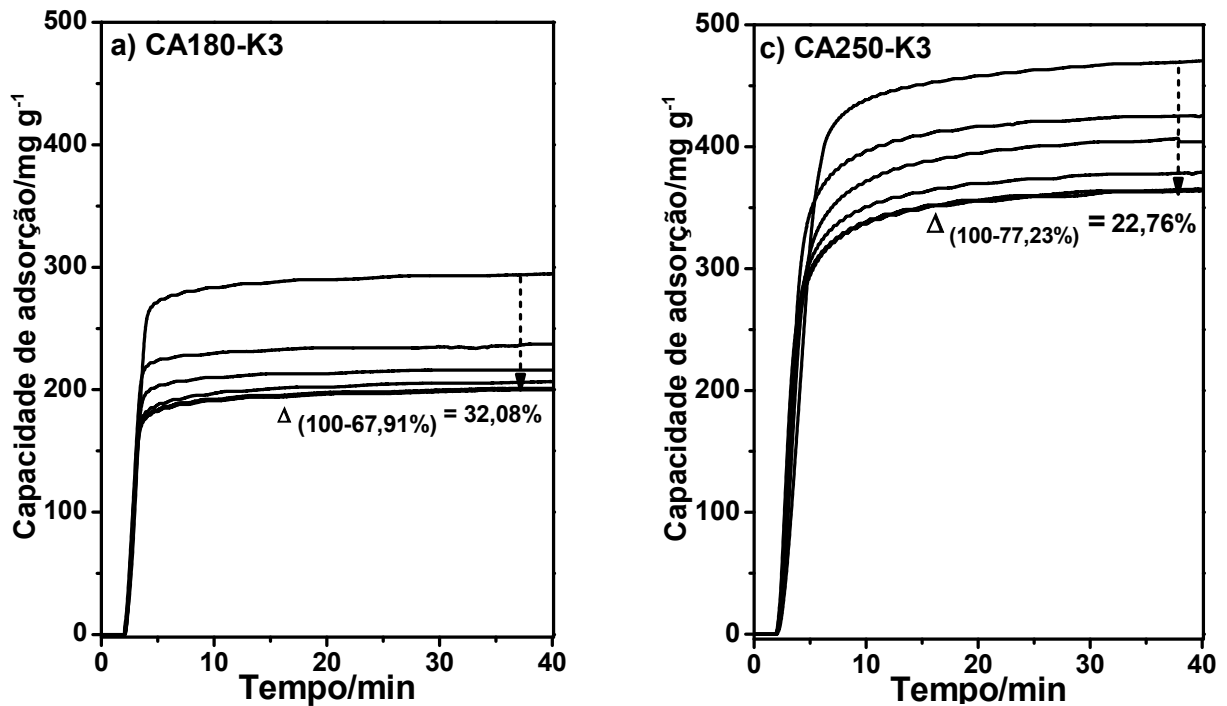 a) CA180-K3
Capacidade de adsorção/mg g⁻¹
500
400
300
200
100
0
Δ (100-67,91%) = 32,08%
0 10 20 30 40
Tempo/min
c) CA250-K3
Capacidade de adsorção/mg g⁻¹
500
400
300
200
100
0
Δ (100-77,23%) = 22,76%
0 10 20 30 40
Tempo/min